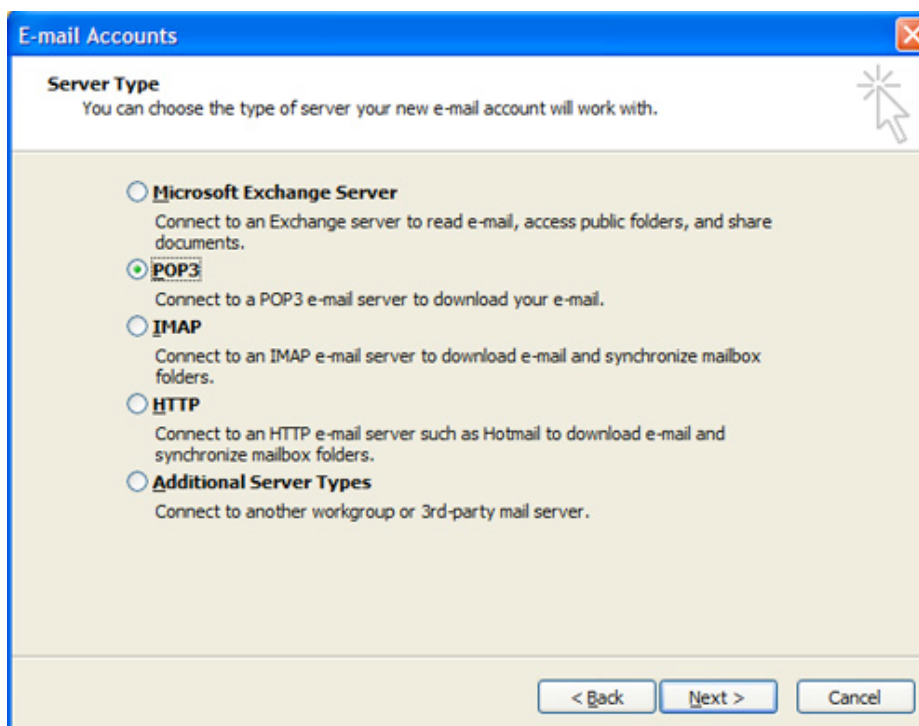 E-mail Accounts
Server Type
You can choose the type of server your new e-mail account will work with.
Microsoft Exchange Server
Connect to an Exchange server to read e-mail, access public folders, and share
documents.
POP3
Connect to a POP3 e-mail server to download your e-mail.
IMAP
Connect to an IMAP e-mail server to download e-mail and synchronize mailbox
folders.
HTTP
Connect to an HTTP e-mail server such as Hotmail to download e-mail and
synchronize mailbox folders.
Additional Server Types
Connect to another workgroup or 3rd-party mail server.
< Back Next > Cancel